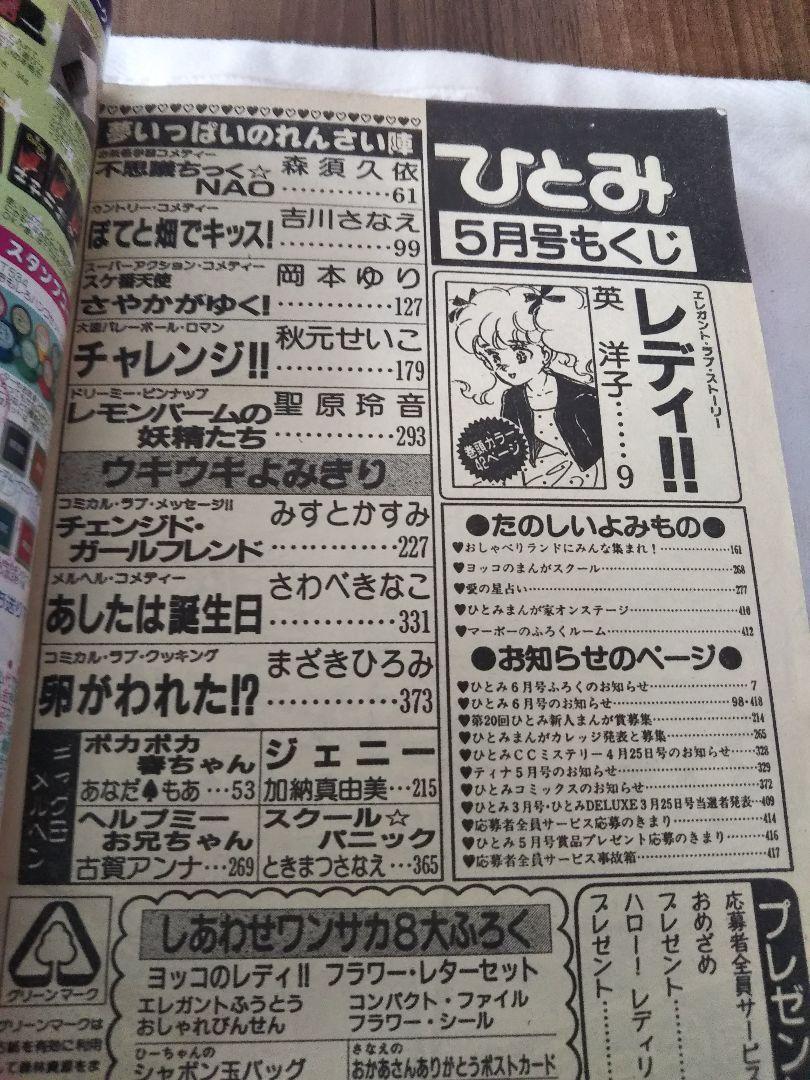 ひとみ
5月号もくじ
エレガント・ラブ・ストーリー
レディ!!
英洋子……9
巻頭カラー
42ページ
夢いっぱいのれんさい陣
不思議ちっく☆
NAO
森須久依
…………61
カントリー・コメディー
ぽてと畑でキッス!
吉川さなえ
…………99
スーパーアクション・コメディー
スケ番天使
さやかがゆく!
岡本ゆり
…………127
チャレンジ!!
秋元せいこ
…………179
ドリーミー・ピンナップ
レモンバームの
妖精たち
聖原玲音
…………293
ウキウキよみきり
コミカル・ラブ・メッセージ!!
チェンジド・
ガールフレンド
みすとかすみ
…………227
メルヘル・コメディー
あしたは誕生日
さわべきなこ
…………331
コミカル・ラブ・クッキング
卵がわれた!?
まざきひろみ
…………373
ポカポカ
春ちゃん
あなだ♠もあ…53
ジェニー
加納真由美…215
ヘルプミー
お兄ちゃん
古賀アンナ…269
スクール☆
パニック
ときまつさなえ…365
●たのしいよみもの●
♥おしゃべりランドにみんな集まれ!……161
♥ヨッコのまんがスクール……268
♥愛の星占い……277
♥ひとみまんが家オンステージ……410
♥マーボーのふろくルーム……412
●お知らせのページ●
♥ひとみ6月号ふろくのお知らせ……7
♥ひとみ6月号のお知らせ……98・418
♥第20回ひとみ新人まんが賞募集……214
♥ひとみまんがカレッジ発表と募集……265
♥ひとみCCミステリー4月25日号のお知らせ…328
♥ティナ5月号のお知らせ……329
♥ひとみコミックスのお知らせ……372
♥ひとみ3月号・ひとみDELUXE3月25日号当選者発表…409
♥応募者全員サービス応募のきまり……414
♥ひとみ5月号賞品プレゼント応募のきまり……416
♥応募者全員サービス事故箱……417
グリーンマーク
グリーンマークは
しあわせワンサカ8大ふろく
ヨッコのレディ!! フラワー・レターセット
エレガントふうとう
おしゃれびんせん
コンパクト・ファイル
フラワー・シール
ひーちゃんの
シャボン玉バッグ
さなえの
おかあさんありがとうポストカード
プレゼン
応募者全員サービス
おめざめ
プレゼント……
ハロー!レディリ
プレゼント……